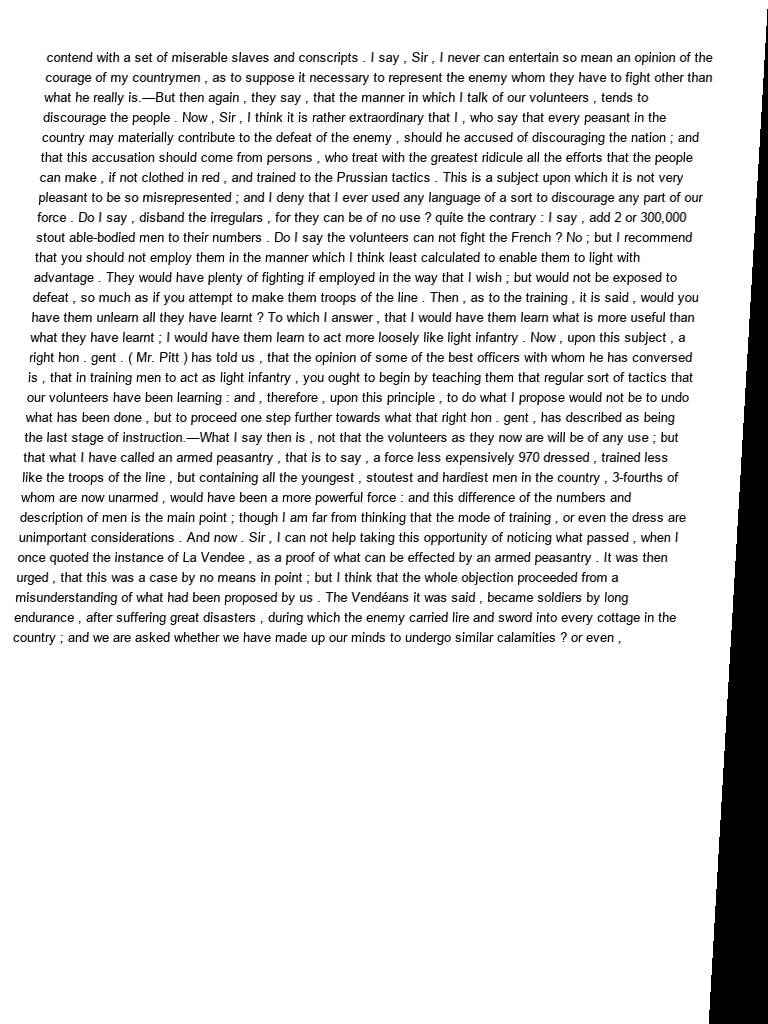 contend with a set of miserable slaves and conscripts . I say , Sir , I never can entertain so mean an opinion of the
courage of my countrymen , as to suppose it necessary to represent the enemy whom they have to fight other than
what he really is.—But then again , they say , that the manner in which I talk of our volunteers , tends to
discourage the people . Now , Sir , I think it is rather extraordinary that I , who say that every peasant in the
country may materially contribute to the defeat of the enemy , should he accused of discouraging the nation ; and
that this accusation should come from persons , who treat with the greatest ridicule all the efforts that the people
can make , if not clothed in red , and trained to the Prussian tactics . This is a subject upon which it is not very
pleasant to be so misrepresented ; and I deny that I ever used any language of a sort to discourage any part of our
force . Do I say , disband the irregulars , for they can be of no use ? quite the contrary : I say , add 2 or 300,000
stout able-bodied men to their numbers . Do I say the volunteers can not fight the French ? No ; but I recommend
that you should not employ them in the manner which I think least calculated to enable them to light with
advantage . They would have plenty of fighting if employed in the way that I wish ; but would not be exposed to
defeat , so much as if you attempt to make them troops of the line . Then , as to the training , it is said , would you
have them unlearn all they have learnt ? To which I answer , that I would have them learn what is more useful than
what they have learnt ; I would have them learn to act more loosely like light infantry . Now , upon this subject , a
right hon . gent . ( Mr. Pitt ) has told us , that the opinion of some of the best officers with whom he has conversed
is , that in training men to act as light infantry , you ought to begin by teaching them that regular sort of tactics that
our volunteers have been learning : and , therefore , upon this principle , to do what I propose would not be to undo
what has been done , but to proceed one step further towards what that right hon . gent , has described as being
the last stage of instruction.—What I say then is , not that the volunteers as they now are will be of any use ; but
that what I have called an armed peasantry , that is to say , a force less expensively 970 dressed , trained less
like the troops of the line , but containing all the youngest , stoutest and hardiest men in the country , 3-fourths of
whom are now unarmed , would have been a more powerful force : and this difference of the numbers and
description of men is the main point ; though I am far from thinking that the mode of training , or even the dress are
unimportant considerations . And now . Sir , I can not help taking this opportunity of noticing what passed , when I
once quoted the instance of La Vendee , as a proof of what can be effected by an armed peasantry . It was then
urged , that this was a case by no means in point ; but I think that the whole objection proceeded from a
misunderstanding of what had been proposed by us . The Vendéans it was said , became soldiers by long
endurance , after suffering great disasters , during which the enemy carried lire and sword into every cottage in the
country ; and we are asked whether we have made up our minds to undergo similar calamities ? or even ,